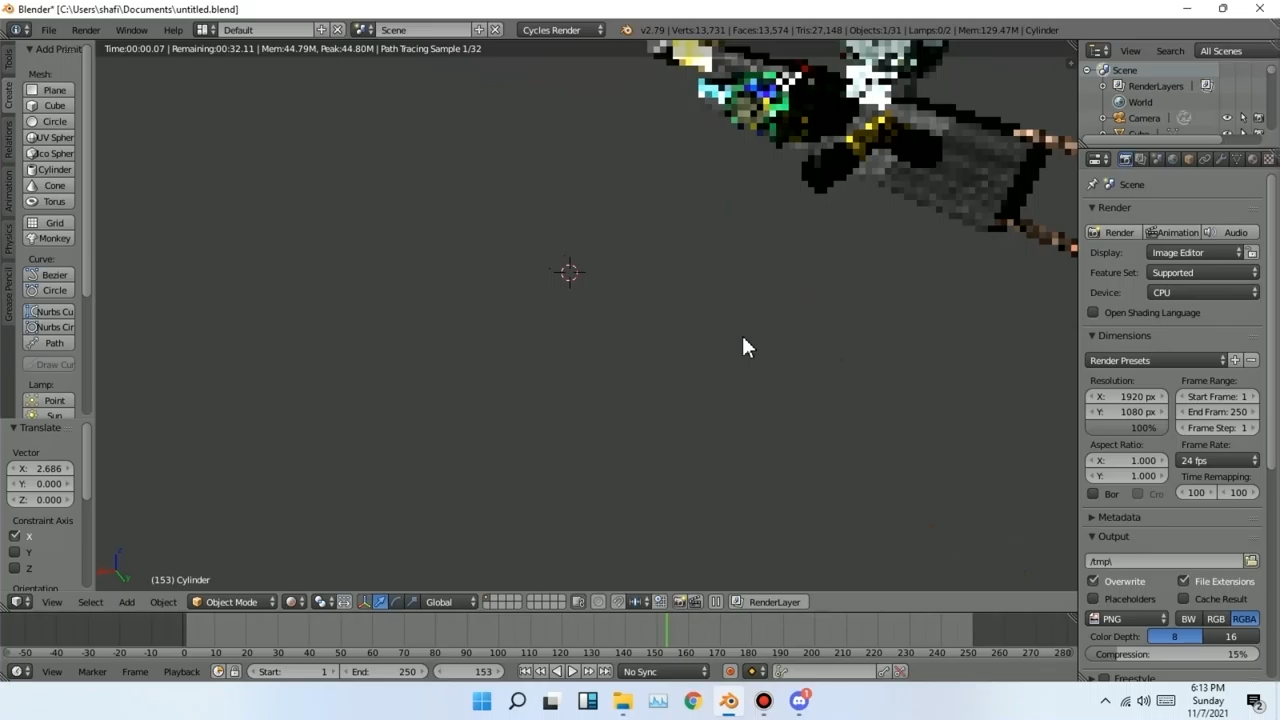 Blender* [C:\Users\shafi\Documents\untitled.blend]
File Render Window Help Default Scene Cycles Render v2.79 | Verts:13,731 | Faces:13,574 | Tris:27,148 | Objects:1/31 | Lamps:0/2 | Mem:129.47M | Cylinder
Time:00:00.07 | Remaining:00:32.11 | Mem:44.79M, Peak:44.80M | Path Tracing Sample 1/32
Tools
Create
Relations
Animation
Physics
Grease Pencil
Add Primit
Mesh:
Plane
Cube
Circle
UV Spher
Ico Spher
Cylinder
Cone
Torus
Grid
Monkey
Curve:
Bezier
Circle
Nurbs Cu
Nurbs Cir
Path
Draw Cur
Lamp:
Point
Sun
Translate
Vector
X: 2.686
Y: 0.000
Z: 0.000
Constraint Axis
X
Y
Z
Orientation
(153) Cylinder
View Select Add Object Object Mode Global RenderLayer
-50 -40 -30 -20 -10 0 10 20 30 40 50 60 70 80 90 100 110 120 130 140 150 160 170 180 190 200 210 220 230 240 250 260 270 280
View Marker Frame Playback Start: 1 End: 250 153 No Sync
View Search All Scenes
Scene
RenderLayers
World
Camera
Scene
Render
Render Animation Audio
Display: Image Editor
Feature Set: Supported
Device: CPU
Open Shading Language
Dimensions
Render Presets
Resolution: Frame Range:
X: 1920 px Start Frame: 1
Y: 1080 px End Fram: 250
100% Frame Step: 1
Aspect Ratio: Frame Rate:
X: 1.000 24 fps
Y: 1.000 Time Remapping:
Bor Cro 100 100
Metadata
Output
/tmp\
Overwrite File Extensions
Placeholders Cache Result
PNG BW RGB RGBA
Color Depth: 8 16
Compression: 15%
Freestyle
6:13 PM
Sunday
11/7/2021
1
2